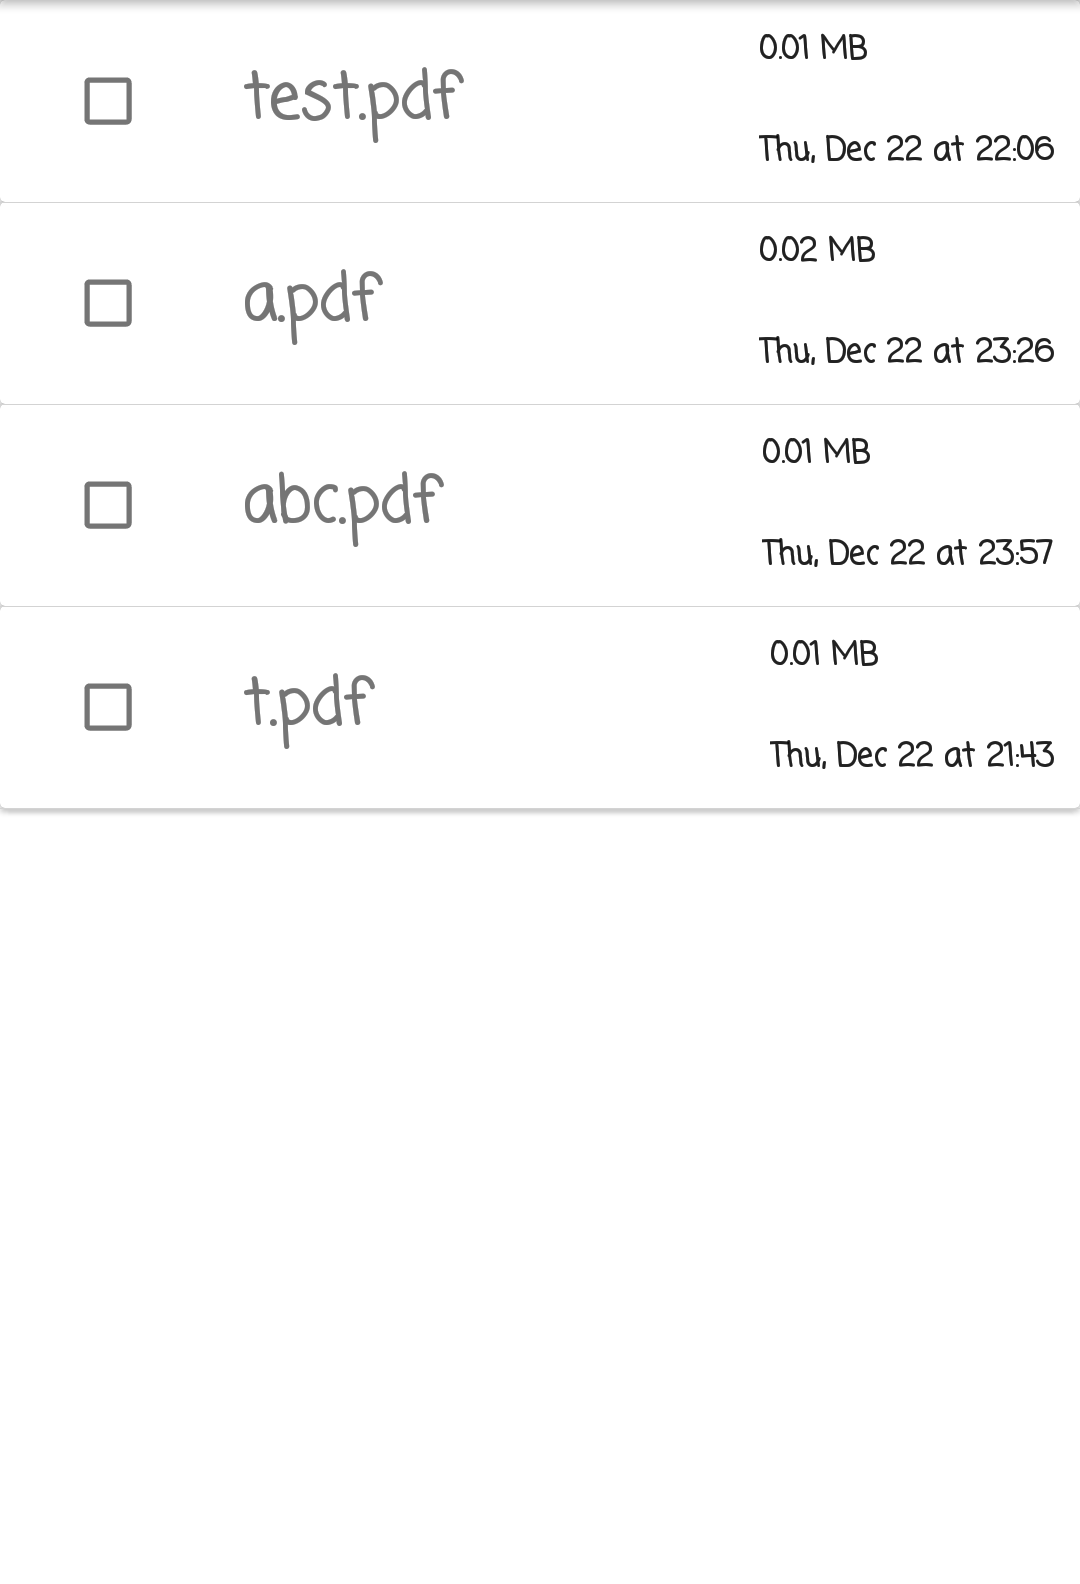 test.pdf
0.01 MB
Thu, Dec 22 at 22:06
a.pdf
0.02 MB
Thu, Dec 22 at 23:26
abc.pdf
0.01 MB
Thu, Dec 22 at 23:57
t.pdf
0.01 MB
Thu, Dec 22 at 21:43